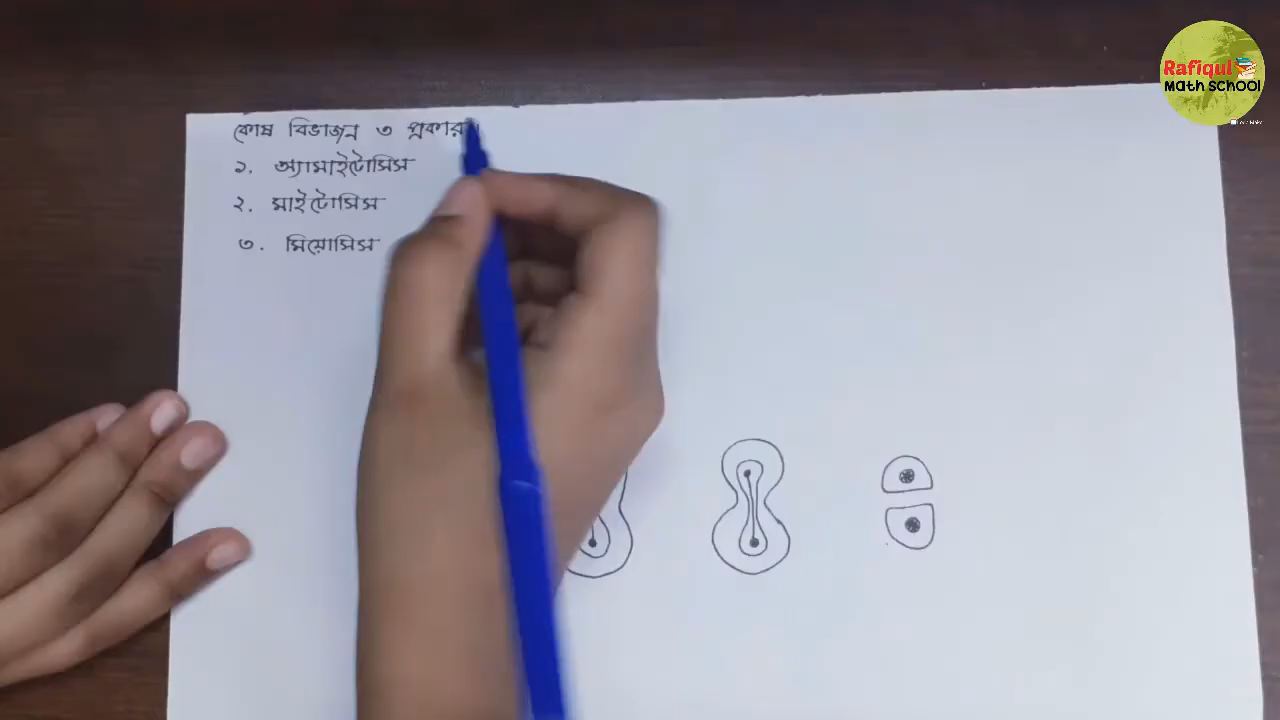 কোষ বিভাজন ৩ প্রকার।
১. অ্যামাইটোসিস
২. মাইটোসিস
৩. মিয়োসিস
Rafiqul
Math School